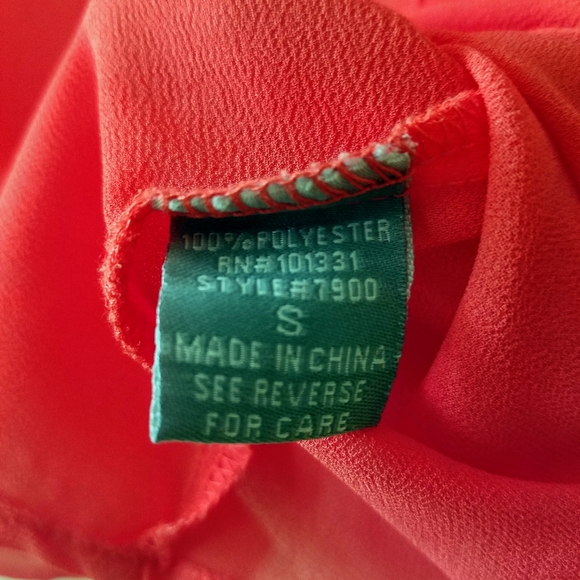 100% POLYESTER
RN#101331
STYLE#7900
S
MADE IN CHINA
SEE REVERSE
FOR CARE